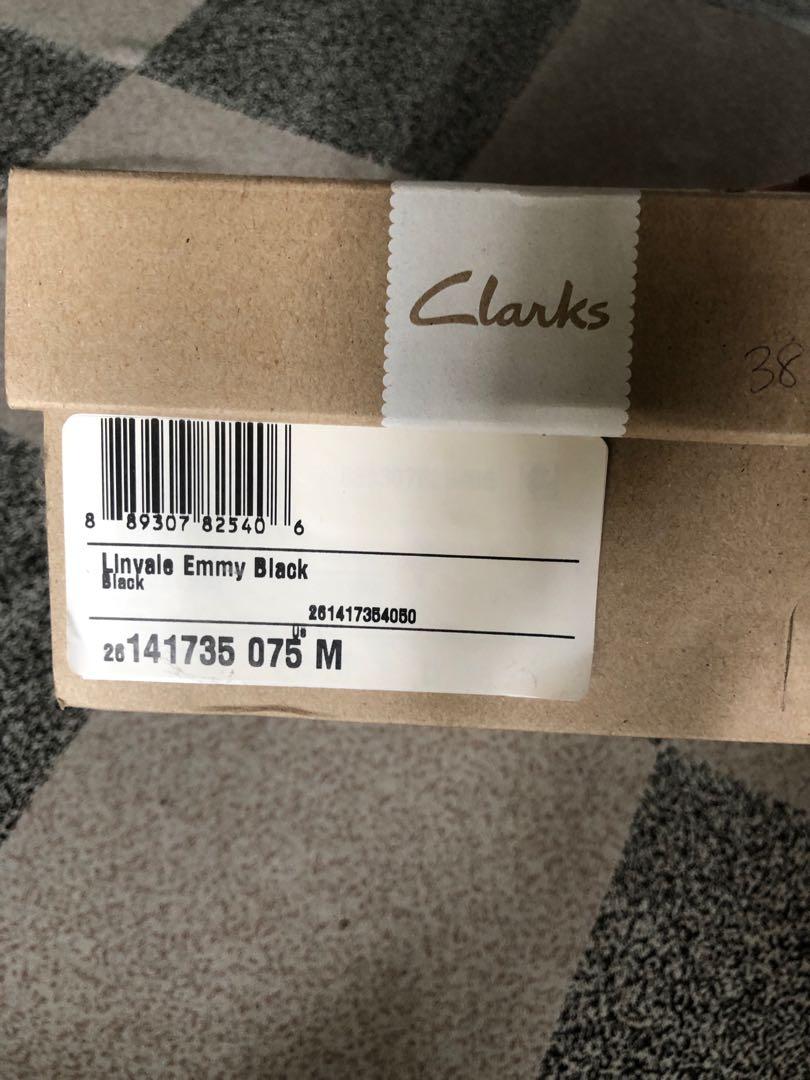 Clarks
38
8 89307 82540 6
Linvale Emmy Black
Black
261417354050
US
26141735 075 M